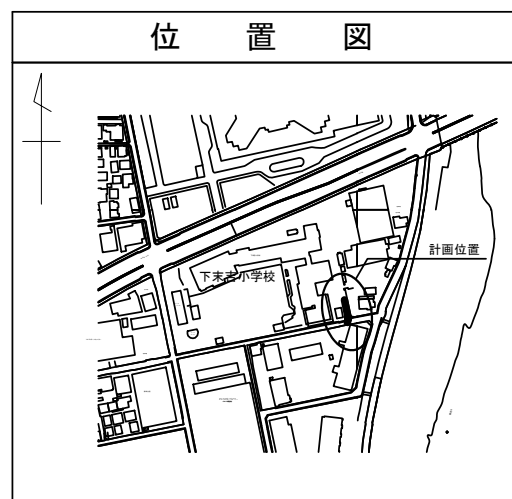 位 置 図
計画位置
下末吉小学校